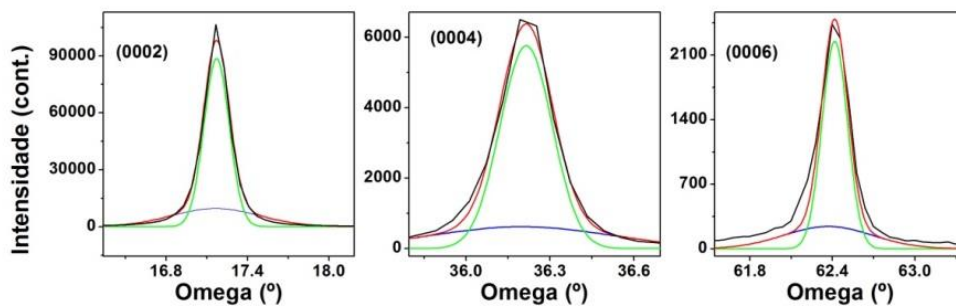 Intensidade (cont.)
90000
60000
30000
0
(0002)
16.8 17.4 18.0
Omega (º)
6000
4000
2000
0
(0004)
36.0 36.3 36.6
Omega (º)
2100
1400
700
0
(0006)
61.8 62.4 63.0
Omega (º)